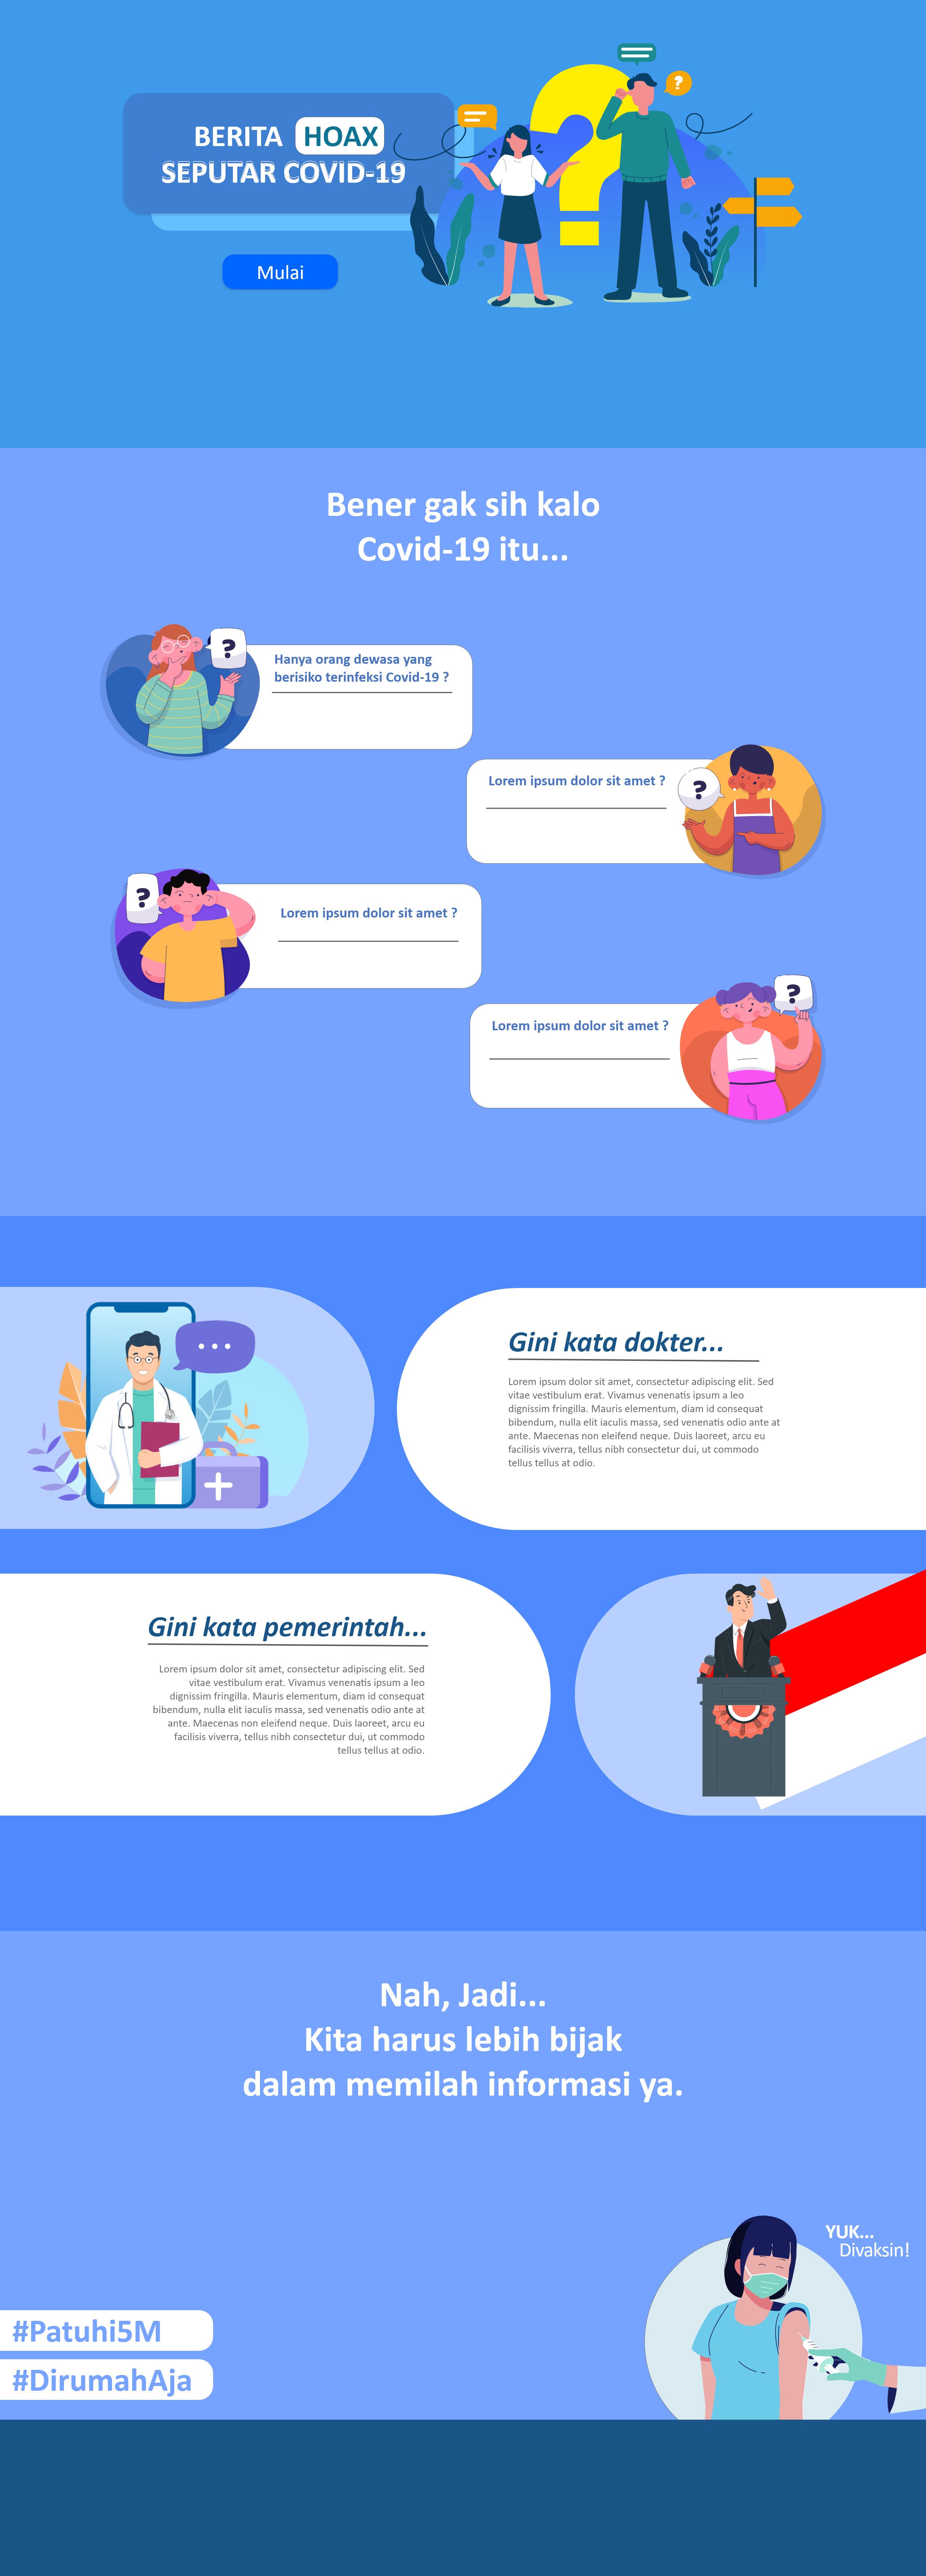 BERITA HOAX
SEPUTAR COVID-19
?
Mulai
Bener gak sih kalo
Covid-19 itu...
?
Hanya orang dewasa yang
berisiko terinfeksi Covid-19 ?
Lorem ipsum dolor sit amet ?
?
?
Lorem ipsum dolor sit amet ?
?
Lorem ipsum dolor sit amet ?
Gini kata dokter...
Lorem ipsum dolor sit amet, consectetur adipiscing elit. Sed
vitae vestibulum erat. Vivamus venenatis ipsum a leo
dignissim fringilla. Mauris elementum, diam id consequat
bibendum, nulla elit iaculis massa, sed venenatis odio ante at
ante. Maecenas non eleifend neque. Duis laoreet, arcu eu
facilisis viverra, tellus nibh consectetur dui, ut commodo
tellus tellus at odio.
Gini kata pemerintah...
Lorem ipsum dolor sit amet, consectetur adipiscing elit. Sed
vitae vestibulum erat. Vivamus venenatis ipsum a leo
dignissim fringilla. Mauris elementum, diam id consequat
bibendum, nulla elit iaculis massa, sed venenatis odio ante at
ante. Maecenas non eleifend neque. Duis laoreet, arcu eu
facilisis viverra, tellus nibh consectetur dui, ut commodo
tellus tellus at odio.
Nah, Jadi...
Kita harus lebih bijak
dalam memilah informasi ya.
YUK...
Divaksin!
#Patuhi5M
#DirumahAja